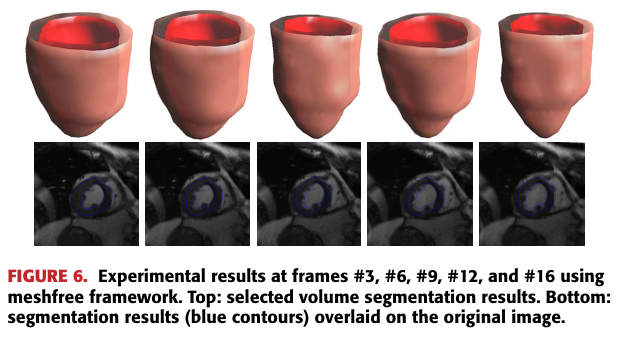 FIGURE 6. Experimental results at frames #3, #6, #9, #12, and #16 using
meshfree framework. Top: selected volume segmentation results. Bottom:
segmentation results (blue contours) overlaid on the original image.